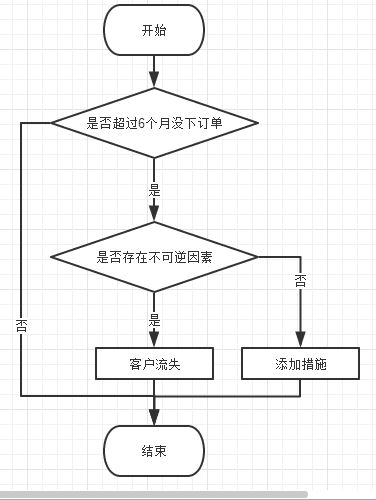 开始
是否超过6个月没下订单
是
是否存在不可逆因素
否
是
否
客户流失
添加措施
结束